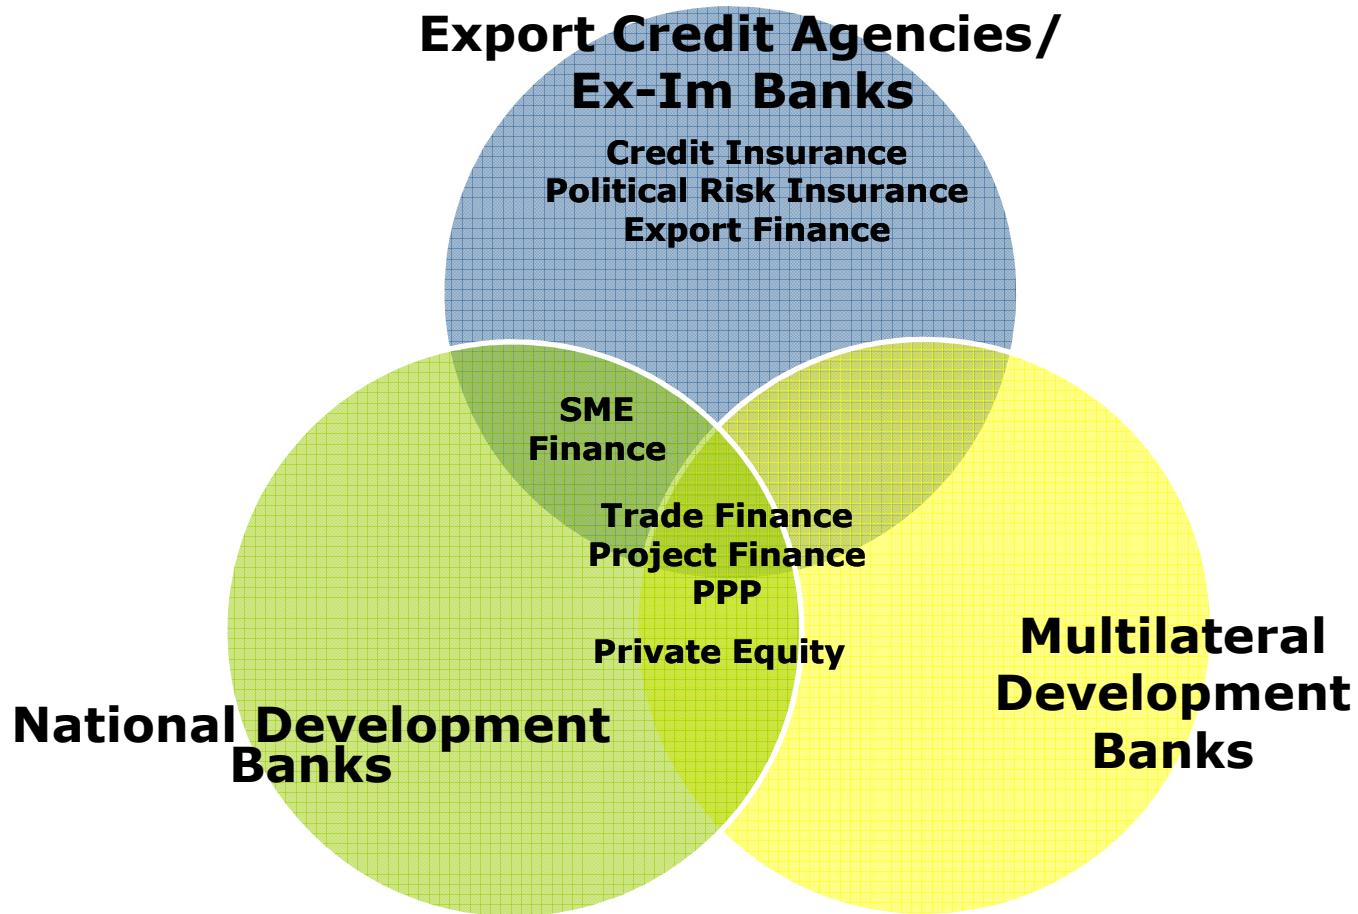 Export Credit Agencies/
Ex-Im Banks
Credit Insurance
Political Risk Insurance
Export Finance
SME
Finance
Trade Finance
Project Finance
PPP
Private Equity
Multilateral
Development
Banks
National Development
Banks